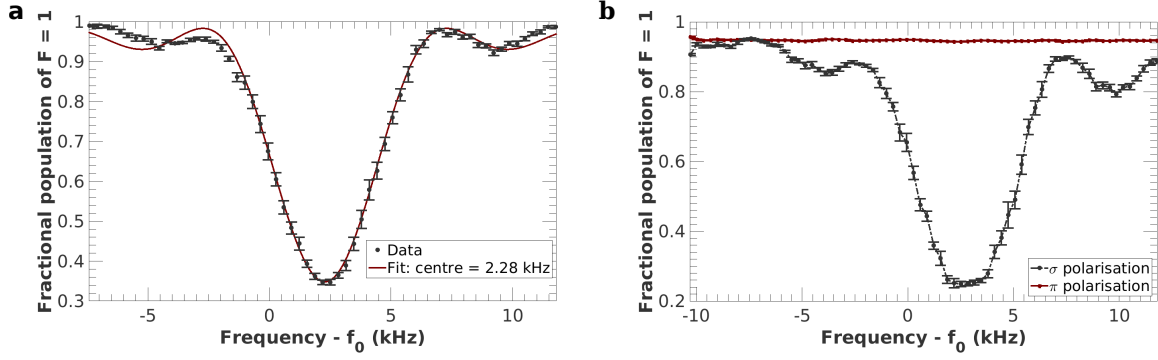 a
Fractional population of F = 1
1
0.9
0.8
0.7
0.6
0.5
0.4
0.3
-5
0
5
10
Frequency - f0 (kHz)
Data
Fit: centre = 2.28 kHz
b
Fractional population of F = 1
1
0.8
0.6
0.4
0.2
-10
-5
0
5
10
Frequency - f0 (kHz)
σ polarisation
π polarisation